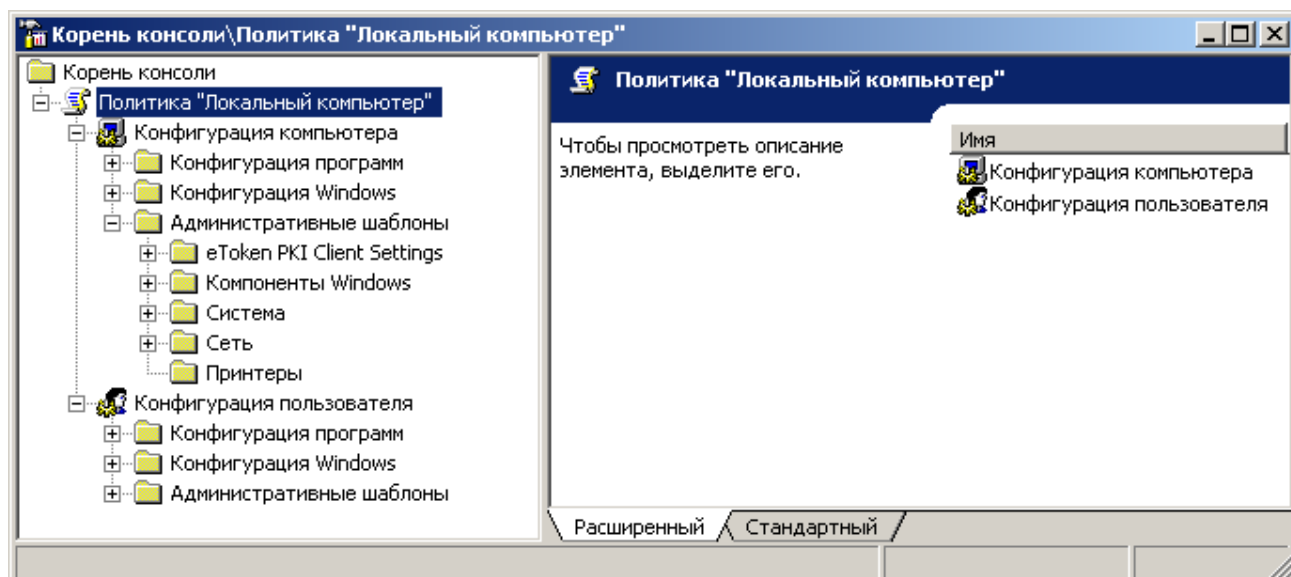 Корень консоли\Политика "Локальный компьютер"
Корень консоли
Политика "Локальный компьютер"
Конфигурация компьютера
Конфигурация программ
Конфигурация Windows
Административные шаблоны
eToken PKI Client Settings
Компоненты Windows
Система
Сеть
Принтеры
Конфигурация пользователя
Конфигурация программ
Конфигурация Windows
Административные шаблоны
Политика "Локальный компьютер"
Чтобы просмотреть описание
элемента, выделите его.
Имя
Конфигурация компьютера
Конфигурация пользователя
Расширенный
Стандартный